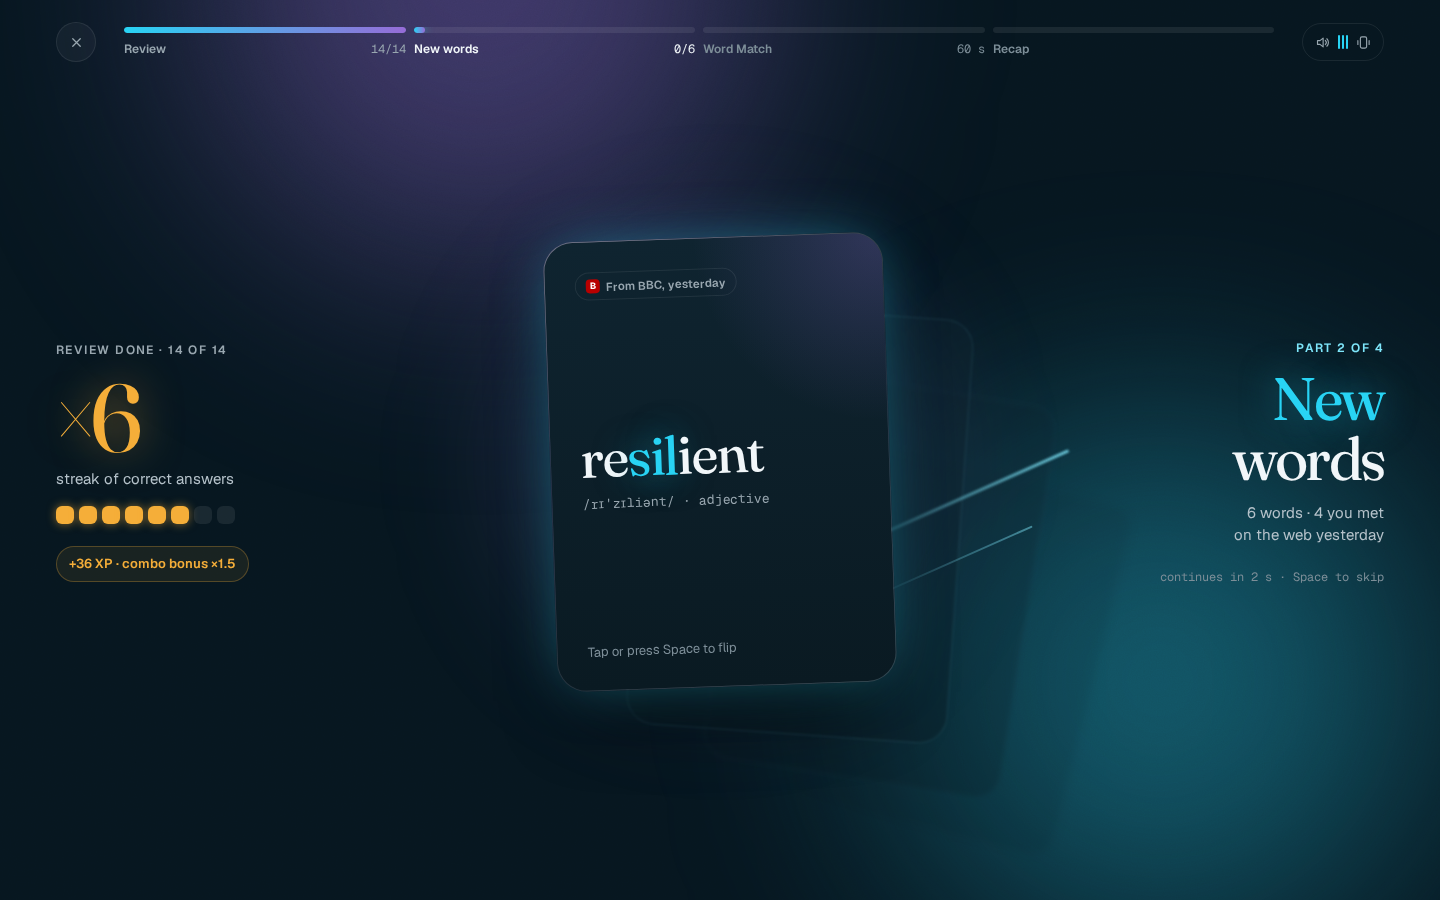 Review 14/14 New words 0/6 Word Match 60 s Recap
REVIEW DONE · 14 OF 14
×6
streak of correct answers
+36 XP · combo bonus ×1.5
B From BBC, yesterday
resilient
/rɪˈzɪliənt/ · adjective
Tap or press Space to flip
PART 2 OF 4
New
words
6 words · 4 you met
on the web yesterday
continues in 2 s · Space to skip